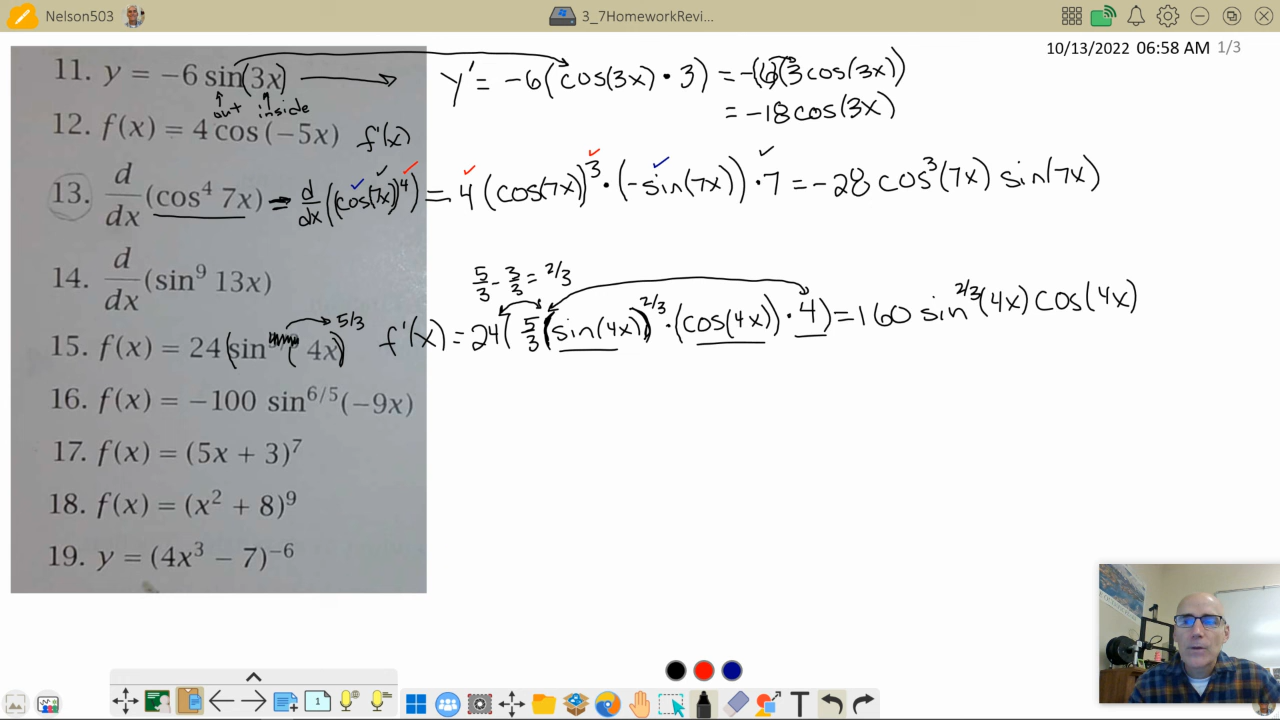 Nelson503
3_7HomeworkRevi...
10/13/2022 06:58 AM 1/3
11. y = −6 sin(3x)
out inside
y' = −6(cos(3x) · 3) = −(6)(3 cos(3x))
= −18 cos(3x)
12. f(x) = 4 cos (−5x) f'(x)
13. d/dx (cos⁴ 7x) = d/dx ((cos(7x))⁴) = 4 (cos(7x))³ · (−sin(7x)) · 7 = −28 cos³(7x) sin(7x)
14. d/dx (sin⁹ 13x)
5/3 − 3/3 = 2/3
15. f(x) = 24(sin (4x) 5/3
f'(x) = 24(5/3 (sin(4x))^2/3 · (cos(4x)) · 4) = 160 sin^2/3(4x) cos(4x)
16. f(x) = −100 sin^6/5(−9x)
17. f(x) = (5x + 3)⁷
18. f(x) = (x² + 8)⁹
19. y = (4x³ − 7)⁻⁶
1
T